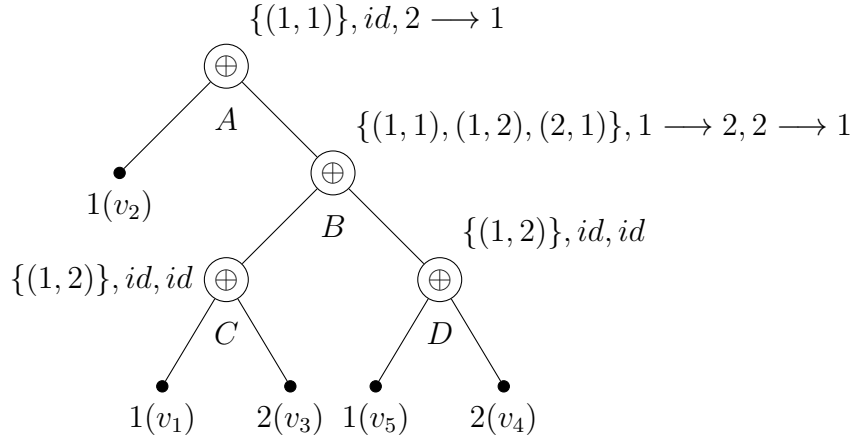 {(1, 1)}, id, 2 ⟶ 1
⊕
A
{(1, 1), (1, 2), (2, 1)}, 1 ⟶ 2, 2 ⟶ 1
⊕
1(v₂)
B
{(1, 2)}, id, id
{(1, 2)}, id, id
⊕
⊕
C
D
1(v₁)
2(v₃)
1(v₅)
2(v₄)